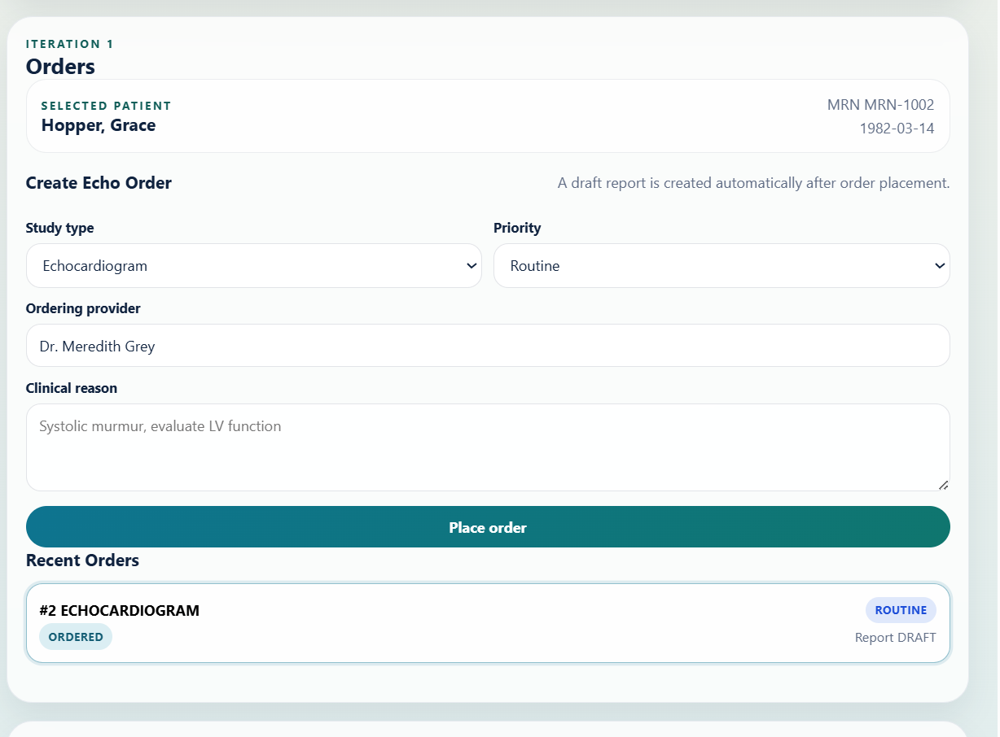 ITERATION 1
Orders
SELECTED PATIENT
Hopper, Grace
MRN MRN-1002
1982-03-14
Create Echo Order
A draft report is created automatically after order placement.
Study type
Priority
Echocardiogram
Routine
Ordering provider
Dr. Meredith Grey
Clinical reason
Systolic murmur, evaluate LV function
Place order
Recent Orders
#2 ECHOCARDIOGRAM
ROUTINE
ORDERED
Report DRAFT